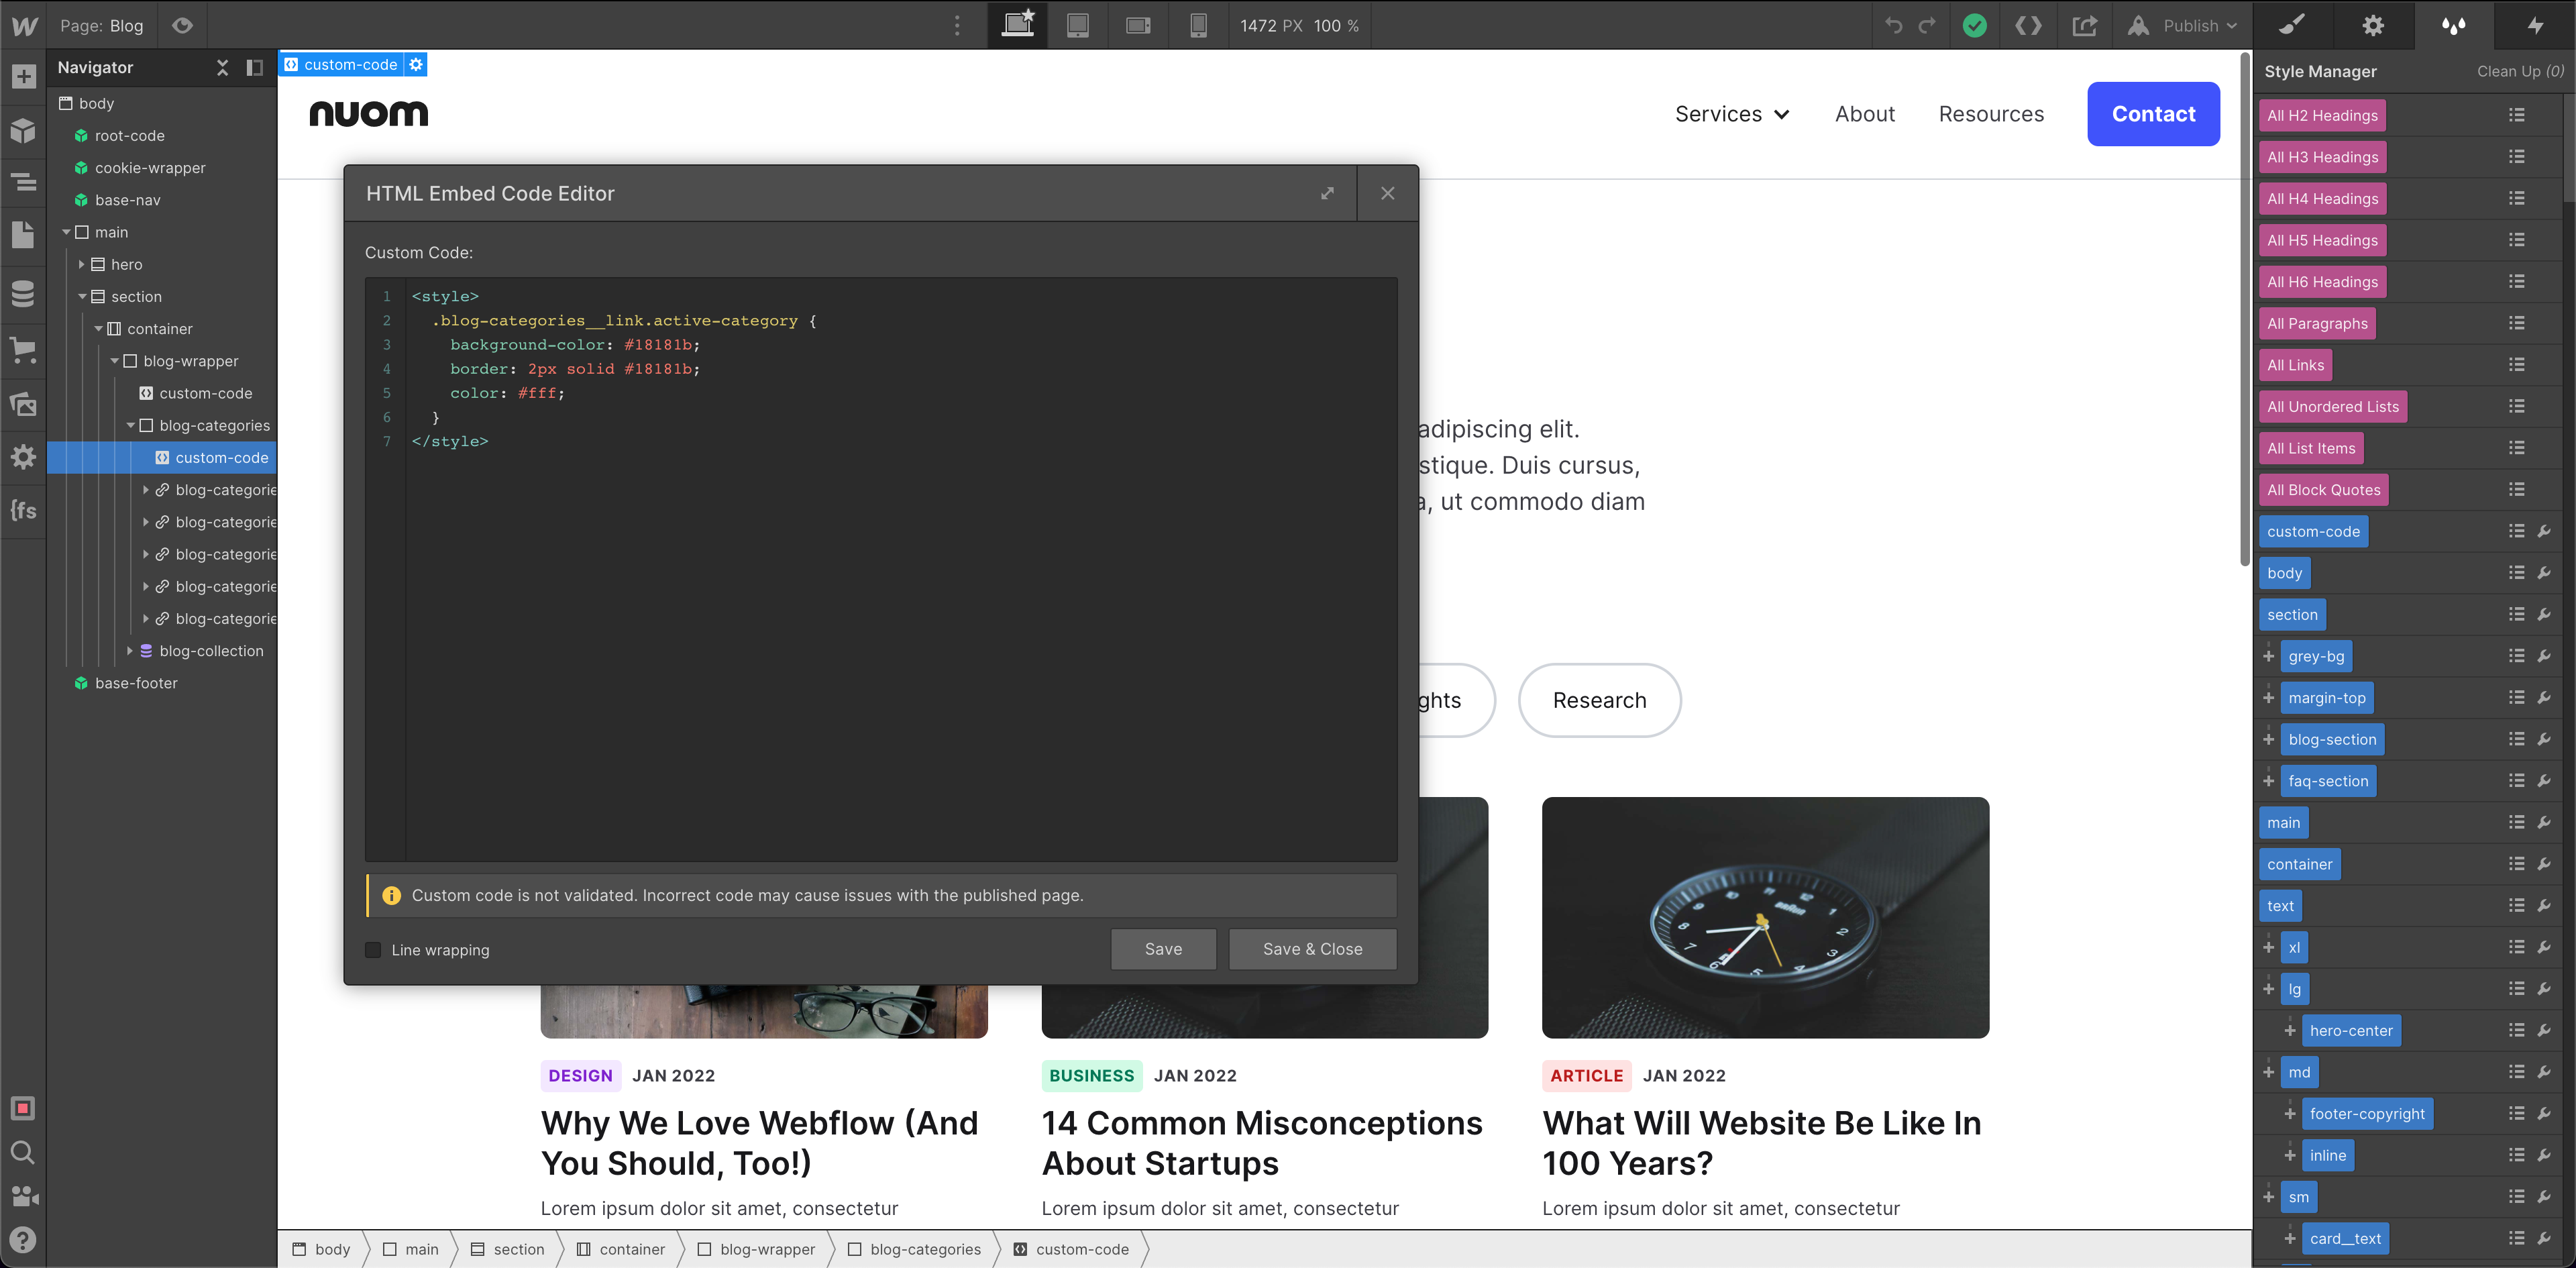 Page: Blog
1472 PX 100 %
Publish
Navigator
body
root-code
cookie-wrapper
base-nav
main
hero
section
container
blog-wrapper
custom-code
blog-categories
custom-code
blog-categorie
blog-categorie
blog-categorie
blog-categorie
blog-categorie
blog-collection
base-footer
{fs
custom-code
nuom
Services
About
Resources
Contact
HTML Embed Code Editor
Custom Code:
1 <style>
2 .blog-categories__link.active-category {
3 background-color: #18181b;
4 border: 2px solid #18181b;
5 color: #fff;
6 }
7 </style>
Custom code is not validated. Incorrect code may cause issues with the published page.
Line wrapping
Save
Save & Close
adipiscing elit.
stique. Duis cursus,
, ut commodo diam
ghts
Research
DESIGN JAN 2022
Why We Love Webflow (And
You Should, Too!)
Lorem ipsum dolor sit amet, consectetur
BUSINESS JAN 2022
14 Common Misconceptions
About Startups
Lorem ipsum dolor sit amet, consectetur
ARTICLE JAN 2022
What Will Website Be Like In
100 Years?
Lorem ipsum dolor sit amet, consectetur
body
main
section
container
blog-wrapper
blog-categories
custom-code
Style Manager
Clean Up (0)
All H2 Headings
All H3 Headings
All H4 Headings
All H5 Headings
All H6 Headings
All Paragraphs
All Links
All Unordered Lists
All List Items
All Block Quotes
custom-code
body
section
grey-bg
margin-top
blog-section
faq-section
main
container
text
xl
lg
hero-center
md
footer-copyright
inline
sm
card__text